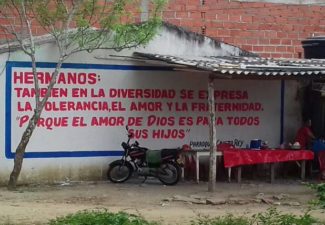 HERMANOS:
TAMBIEN EN LA DIVERSIDAD SE EXPRESA
LA TOLERANCIA, EL AMOR Y LA FRATERNIDAD.
"PORQUE EL AMOR DE DIOS ES PARA TODOS
SUS HIJOS"
PARROQUIA